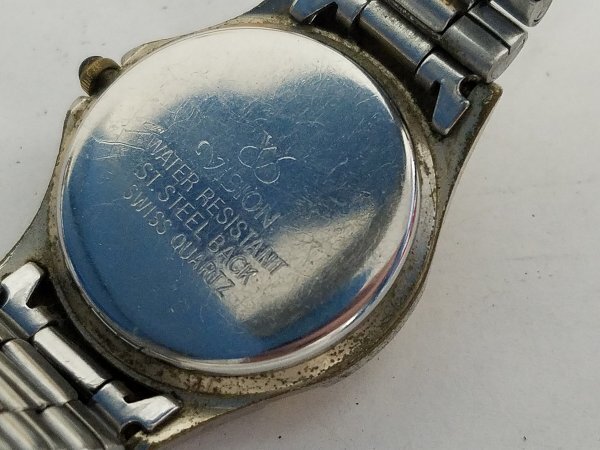 WATER RESISTANT
ST. STEEL BACK
SWISS QUARTZ